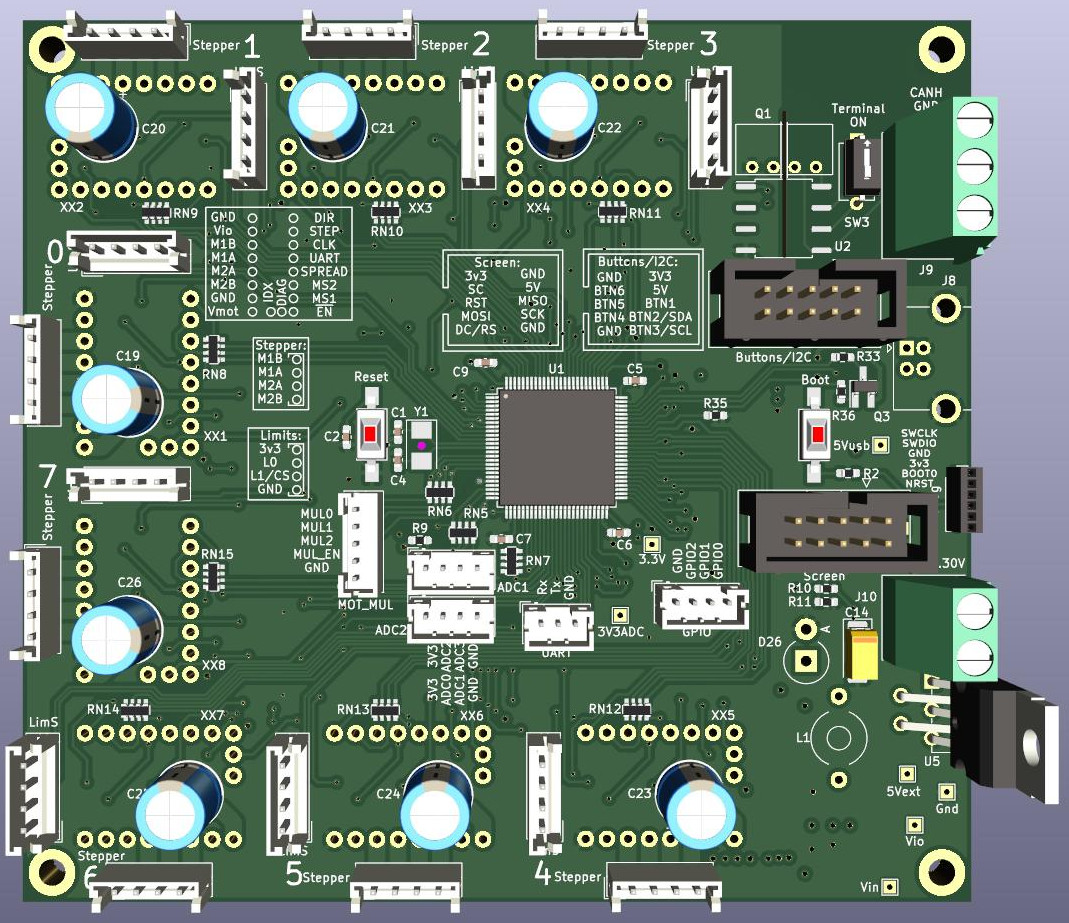 Stepper 1
Stepper 2
Stepper 3
CANH
GND
Terminal
ON
Q1
C20
C21
C22
XX2
RN9
RN10
XX3
XX4
RN11
SW3
U2
J9
J8
GND DIR
Vio STEP
M1B CLK
M1A UART
M2A SPREAD
M2B MS2
GND MS1
Vmot EN
IDX
DIAG
0
Stepper
Screen:
3v3 GND
SC 5V
RST MISO
MOSI SCK
DC/RS GND
Buttons/I2C:
GND 3V3
BTN6 5V
BTN5 BTN1
BTN4 BTN2/SDA
GND BTN3/SCL
Buttons/I2C
R33
C19
RN8
XX1
Stepper:
M1B
M1A
M2A
M2B
C9
U1
C5
Reset
C1
Y1
C2
C4
R35
Boot
R36
Q3
5Vusb
R2
SWCLK
SWDIO
GND
3v3
BOOT0
NRST
Limits:
3v3
L0
L1/CS
GND
7
Stepper
RN6
RN5
R9
C7
RN7
C6
3.3V
MUL0
MUL1
MUL2
MUL_EN
GND
MOT_MUL
ADC1
ADC2
Rx
Tx
GND
UART
3V3ADC
GND
GPIO2
GPIO1
GPIO0
GPIO
Screen
R10
R11
J10
.30V
C14
D26
A
RN15
C26
XX8
3V3 3V3
ADC0 ADC2
ADC1 ADC3
GND GND
LimS
RN14
XX7
RN13
XX6
RN12
XX5
L1
U5
C24
C23
5Vext
Gnd
Vio
Vin
Stepper
6
5 Stepper
4 Stepper